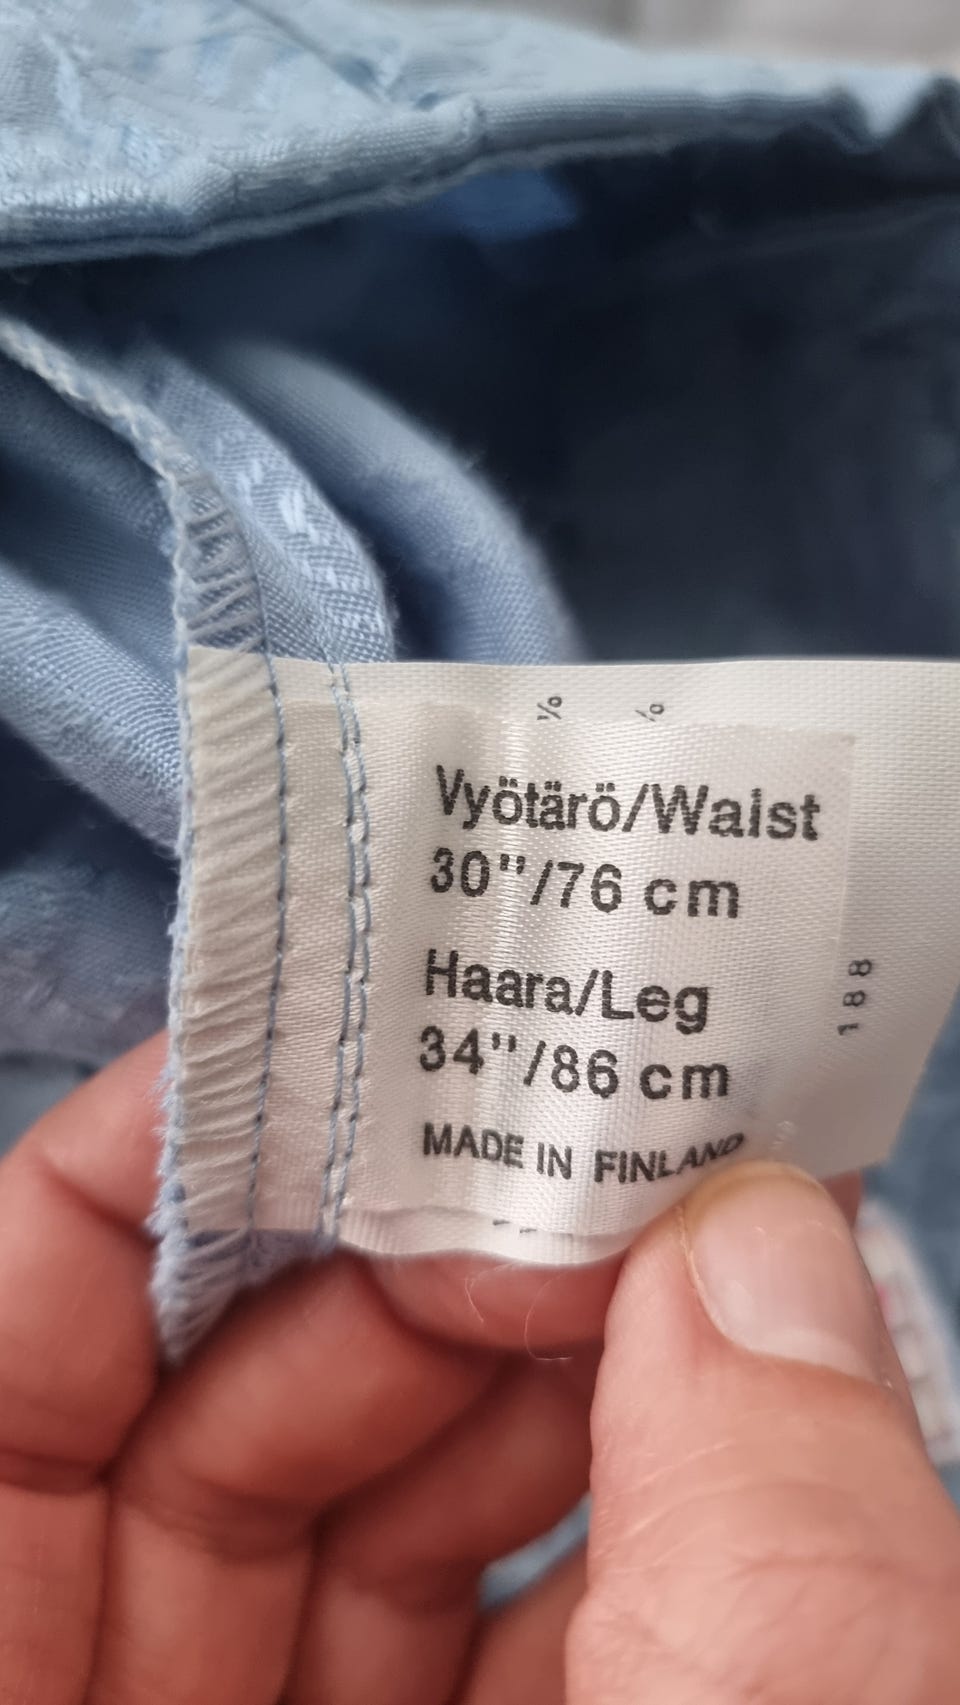 % %
Vyötärö/Waist
30"/76 cm
Haara/Leg
34"/86 cm
MADE IN FINLAND
188